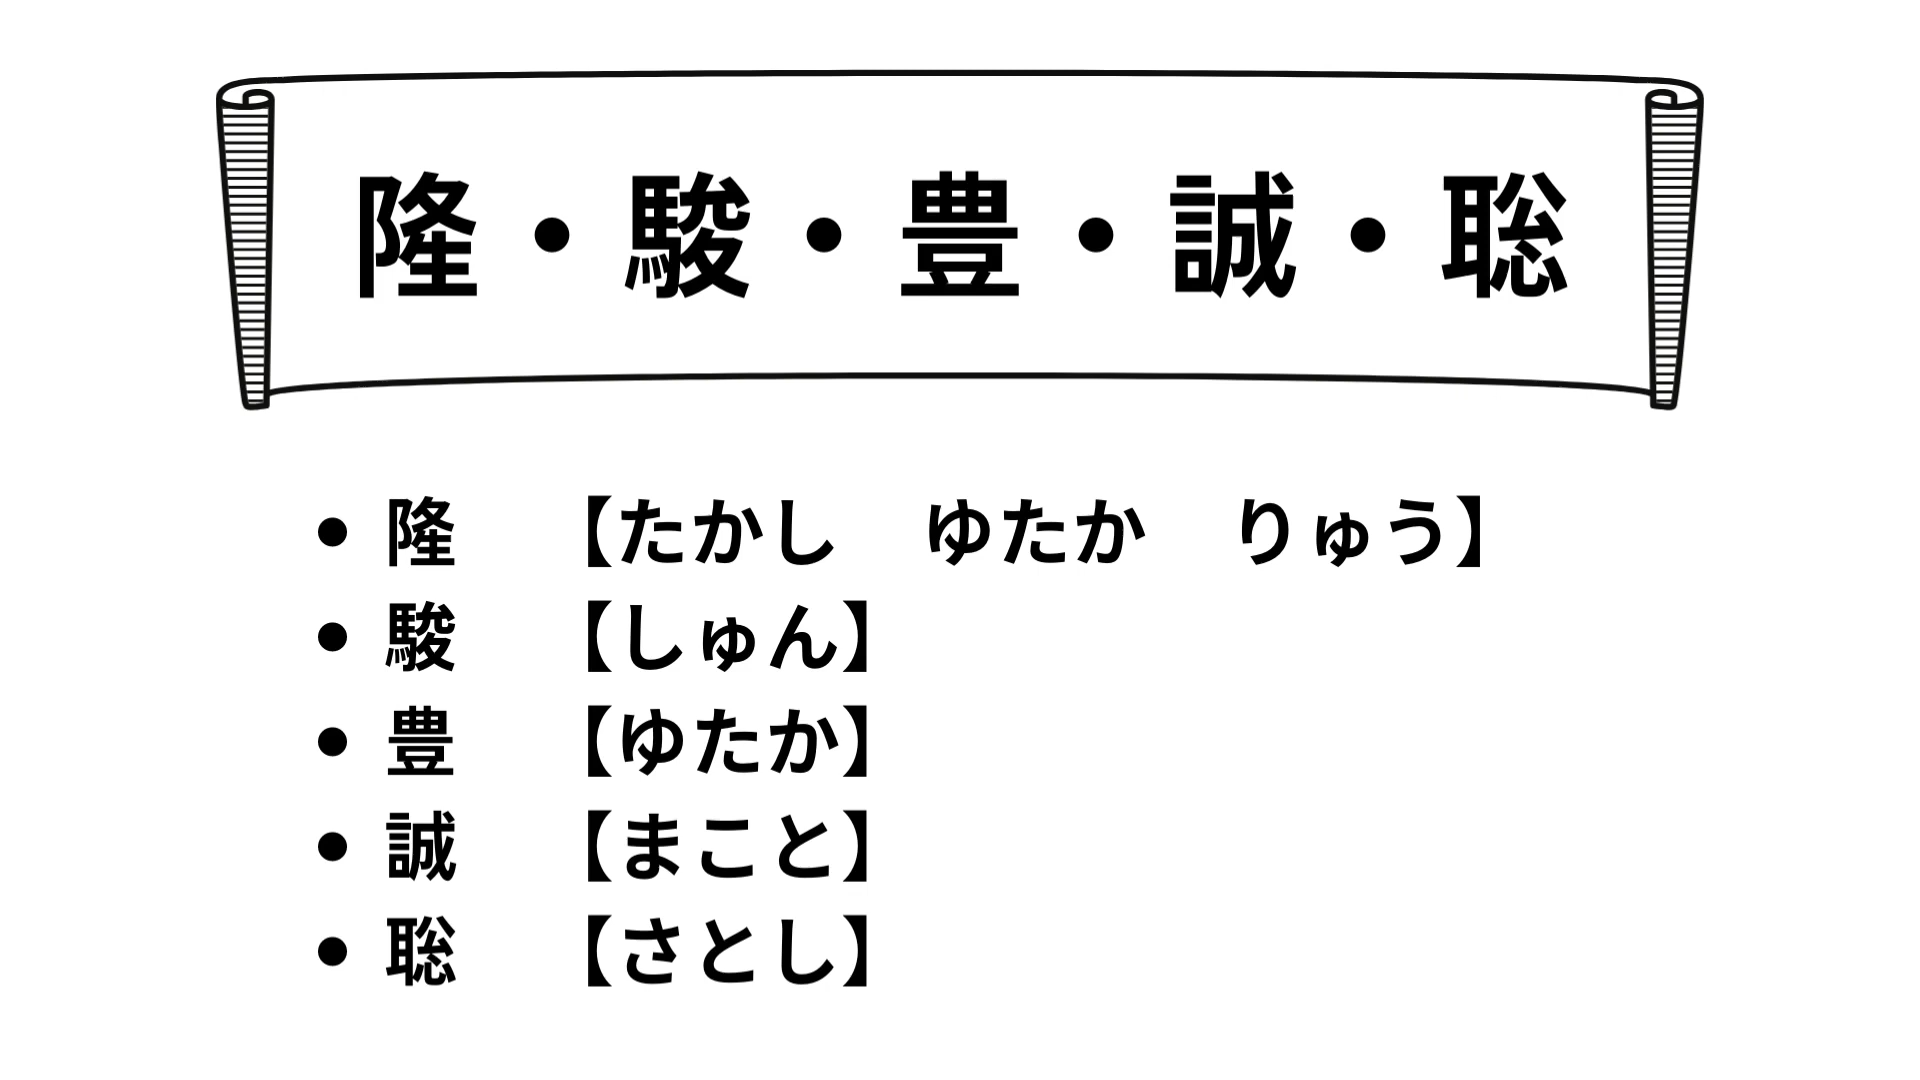 隆・駿・豊・誠・聡
• 隆　【たかし　ゆたか　りゅう】
• 駿　【しゅん】
• 豊　【ゆたか】
• 誠　【まこと】
• 聡　【さとし】